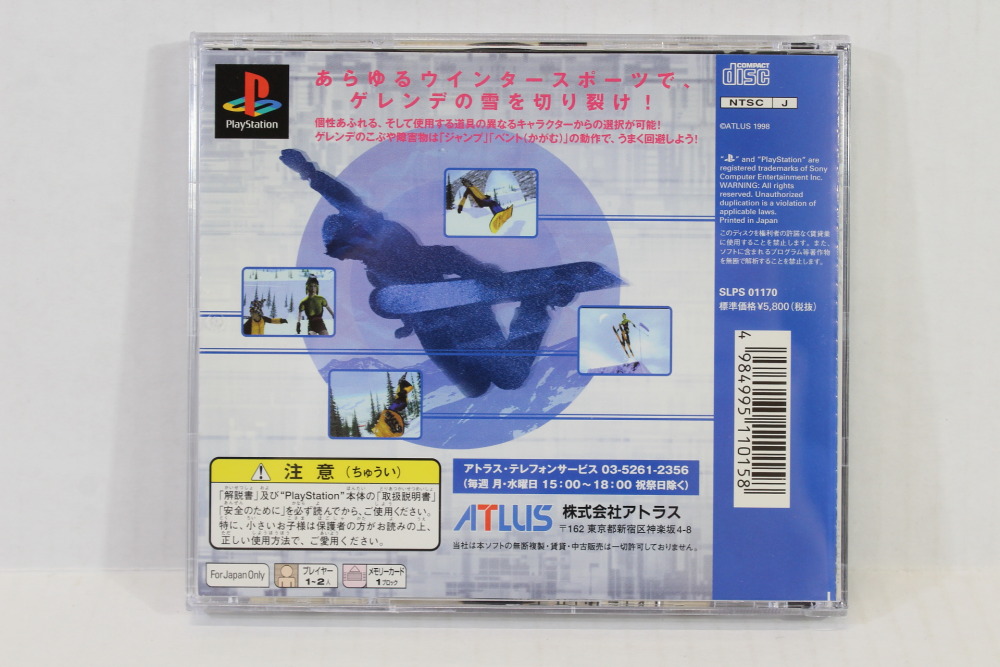 PlayStation
あらゆるウインタースポーツで、
ゲレンデの雪を切り裂け！
個性あふれる、そして使用する道具の異なるキャラクターからの選択が可能！
ゲレンデのこぶや障害物は「ジャンプ」「ベント（かがむ）」の動作で、うまく回避しよう！
COMPACT
disc
NTSC J
©ATLUS 1998
"PS" and "PlayStation" are
registered trademarks of Sony
Computer Entertainment Inc.
WARNING: All rights
reserved. Unauthorized
duplication is a violation of
applicable laws.
Printed in Japan
このディスクを権利者の許諾なく賃貸業
に使用することを禁止します。また、
ソフトに含まれるプログラム等著作物
を無断で解析することを禁止します。
SLPS 01170
標準価格¥5,800（税抜）
4984995110158
注意（ちゅうい）
「解説書」及び"PlayStation"本体の「取扱説明書」
「安全のために」を必ず読んでから、ご使用ください。
特に、小さいお子様は保護者の方がお読みの上、
正しい使用方法で、ご愛用ください。
For Japan Only
プレイヤー
1~2人
メモリーカード
1ブロック
アトラス・テレフォンサービス 03-5261-2356
（毎週 月・水曜日 15:00〜18:00 祝祭日除く）
ATLUS
株式会社アトラス
〒162 東京都新宿区神楽坂4-8
当社は本ソフトの無断複製・賃貸・中古販売は一切許可しておりません。